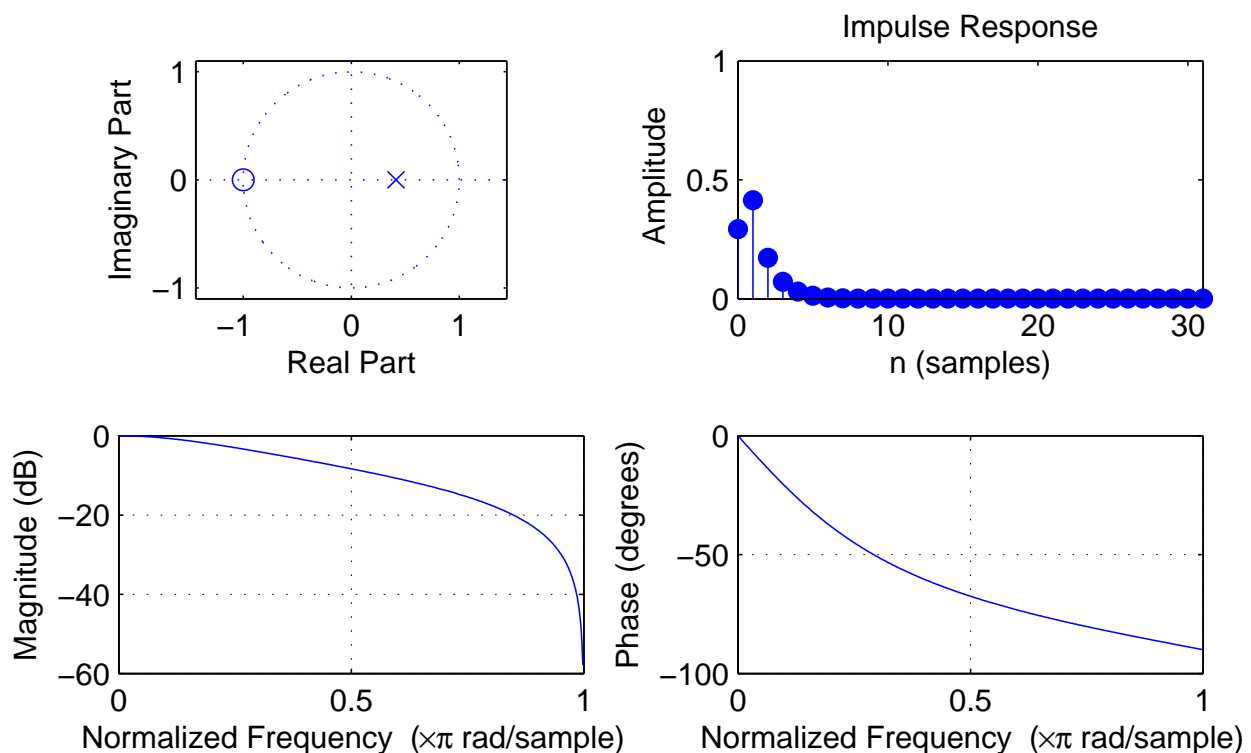 Impulse Response
1
0
−1
Imaginary Part
−1
0
1
Real Part
1
0.5
0
Amplitude
0
10
20
30
n (samples)
0
−20
−40
−60
Magnitude (dB)
0
0.5
1
Normalized Frequency (×π rad/sample)
0
−50
−100
Phase (degrees)
0
0.5
1
Normalized Frequency (×π rad/sample)